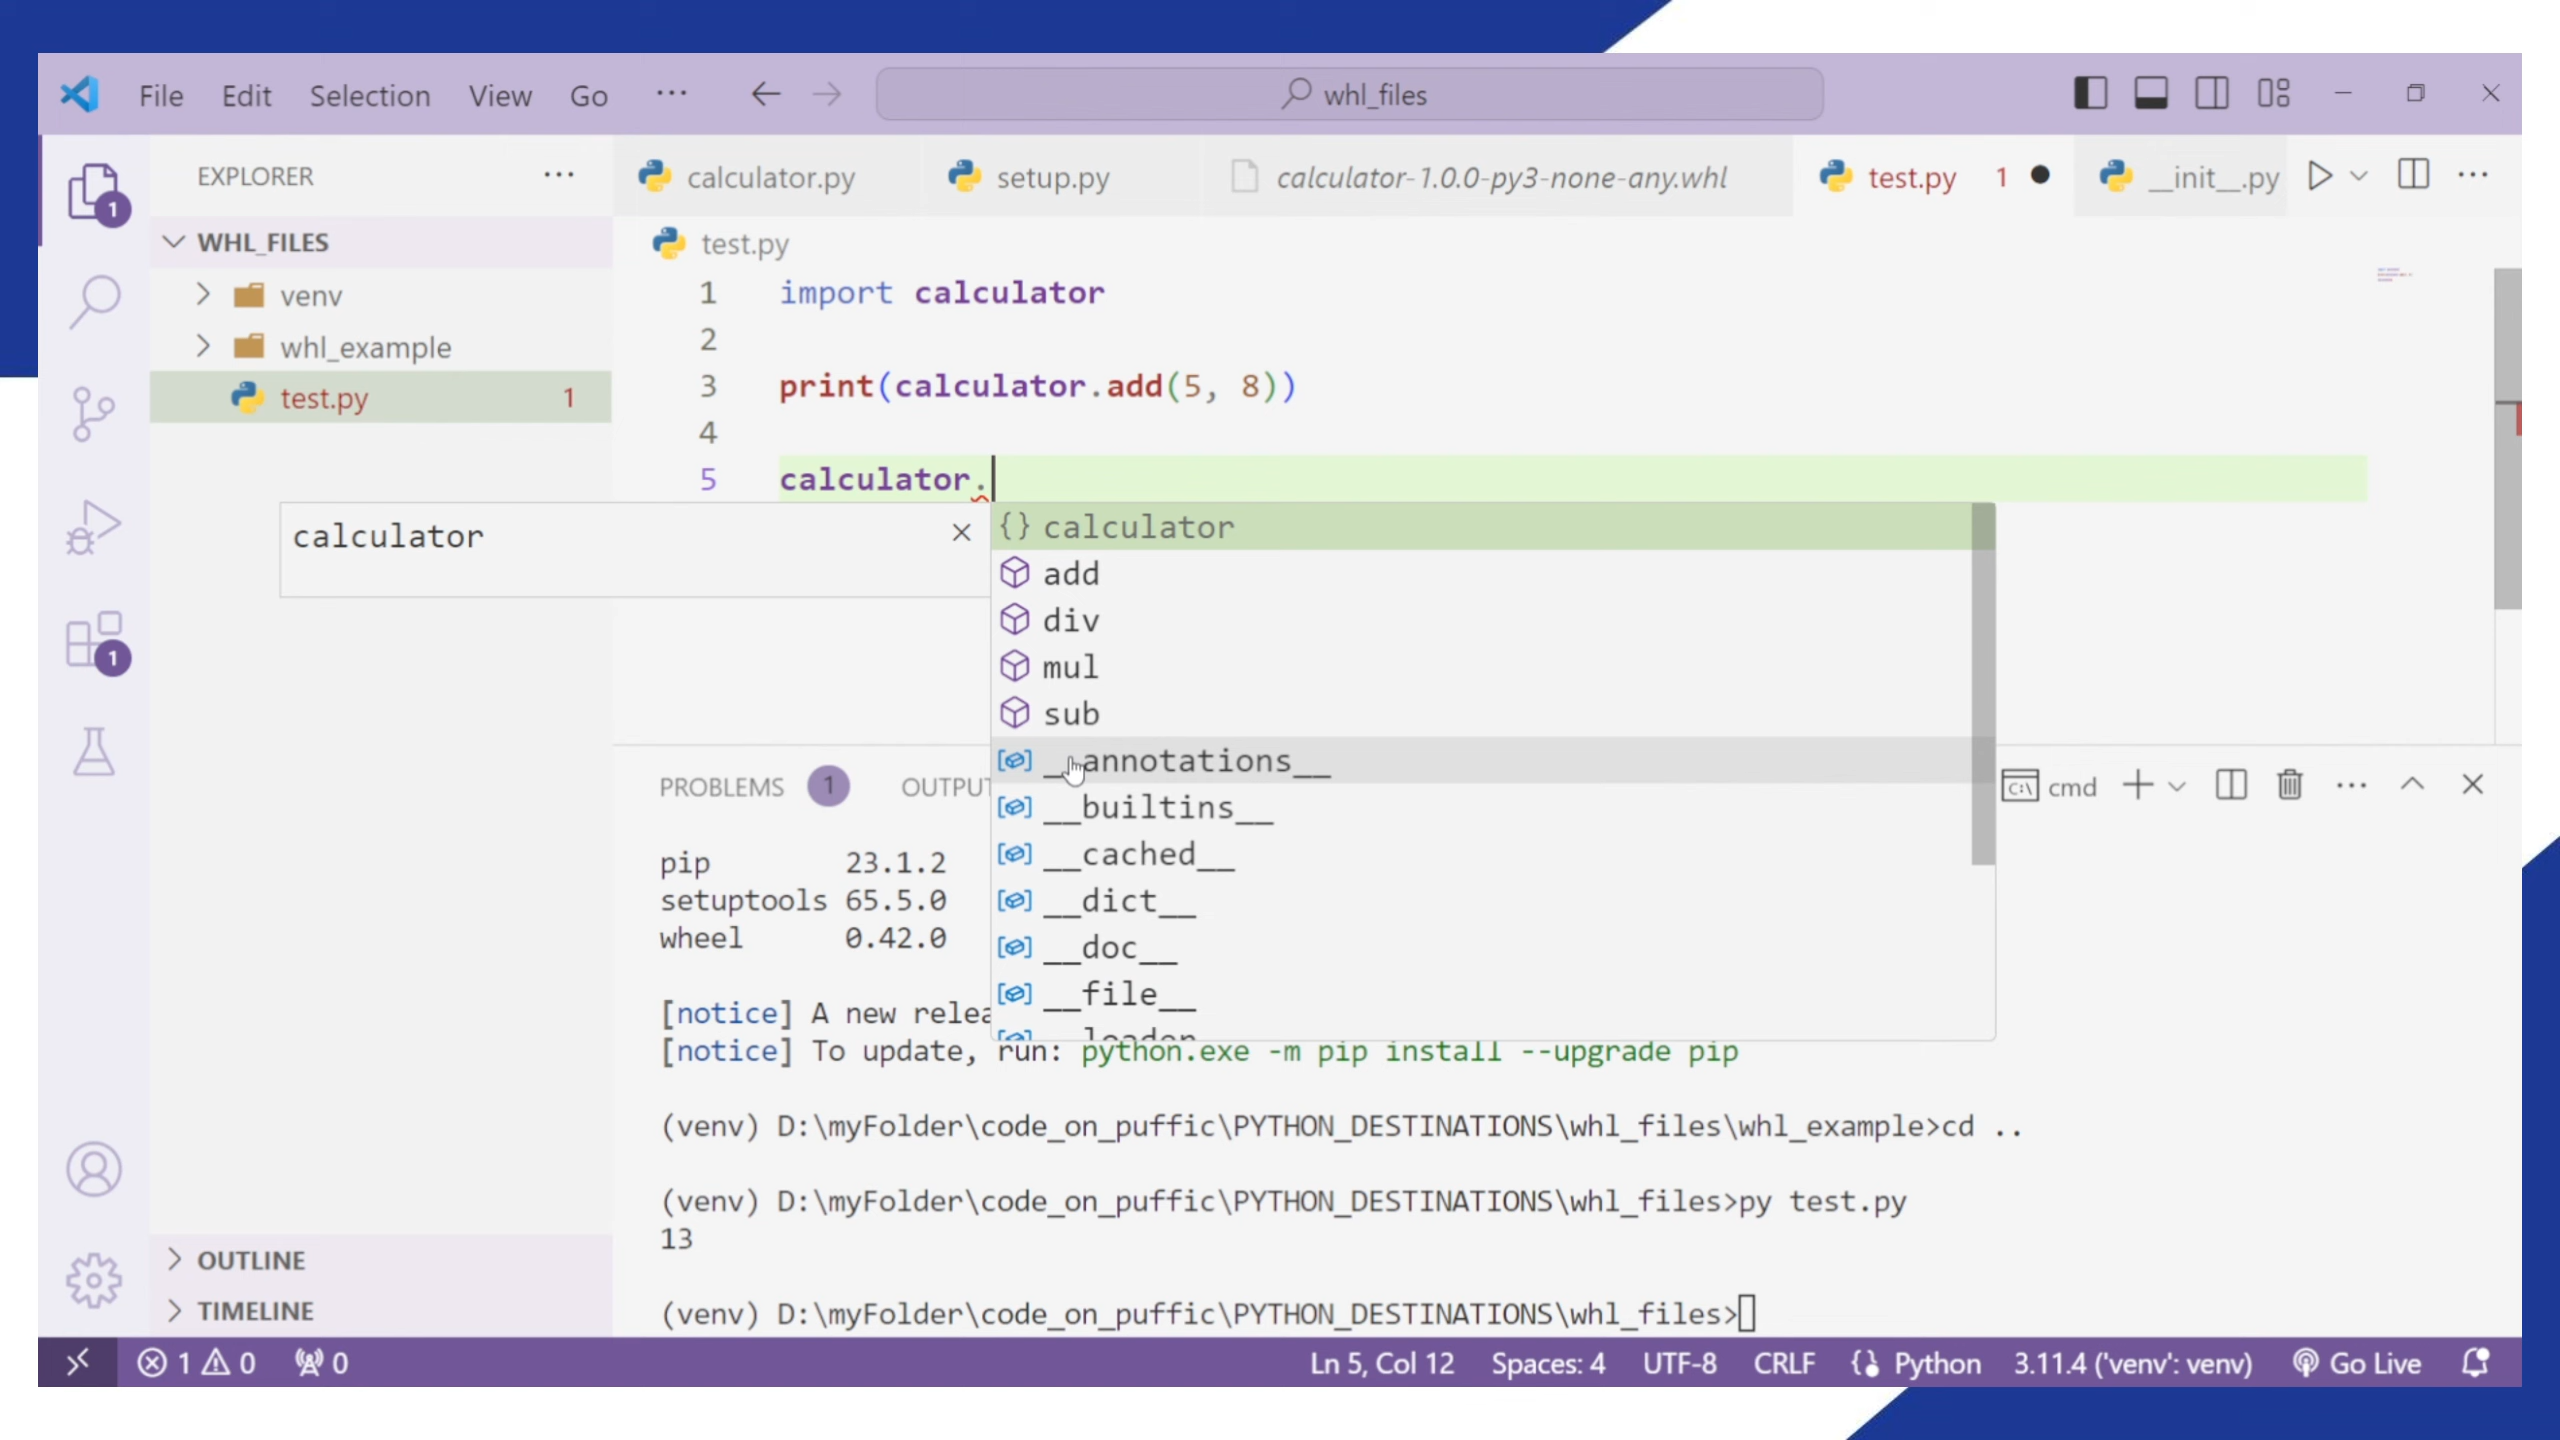 File Edit Selection View Go ... whl_files
EXPLORER ...
calculator.py setup.py calculator-1.0.0-py3-none-any.whl test.py 1 __init__.py ...
WHL_FILES
venv
whl_example
test.py 1
test.py
1 import calculator
2
3 print(calculator.add(5, 8))
4
5 calculator.
calculator
calculator
add
div
mul
sub
__annotations__
__builtins__
__cached__
__dict__
__doc__
__file__
1
1
PROBLEMS 1 OUTPUT
cmd ...
pip 23.1.2
setuptools 65.5.0
wheel 0.42.0
[notice] A new relea
[notice] To update, run: python.exe -m pip install --upgrade pip
(venv) D:\myFolder\code_on_puffic\PYTHON_DESTINATIONS\whl_files\whl_example>cd ..
(venv) D:\myFolder\code_on_puffic\PYTHON_DESTINATIONS\whl_files>py test.py
13
(venv) D:\myFolder\code_on_puffic\PYTHON_DESTINATIONS\whl_files>
OUTLINE
TIMELINE
1 0 0 Ln 5, Col 12 Spaces: 4 UTF-8 CRLF Python 3.11.4 ('venv': venv) Go Live